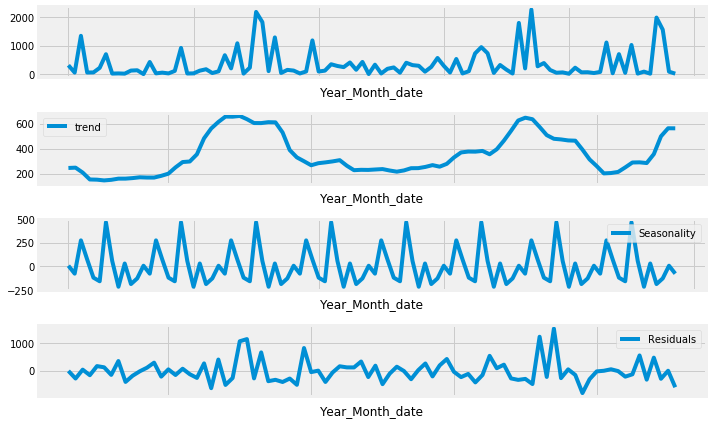 2000
1000
0
Year_Month_date
trend
600
400
200
Year_Month_date
Seasonality
500
250
0
−250
Year_Month_date
Residuals
1000
0
Year_Month_date